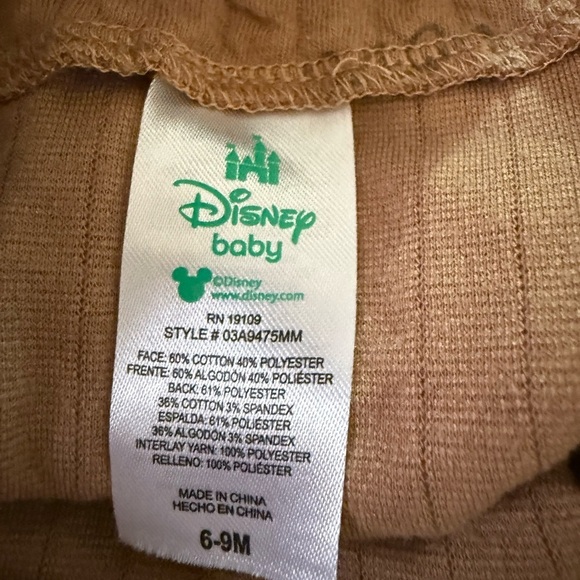 Disney
baby
©Disney
www.disney.com
RN 19109
STYLE # 03A9475MM
FACE: 60% COTTON 40% POLYESTER
FRENTE: 60% ALGODÓN 40% POLIÉSTER
BACK: 61% POLYESTER
36% COTTON 3% SPANDEX
ESPALDA: 61% POLIÉSTER
36% ALGODÓN 3% SPANDEX
INTERLAY YARN: 100% POLYESTER
RELLENO: 100% POLIÉSTER
MADE IN CHINA
HECHO EN CHINA
6-9M